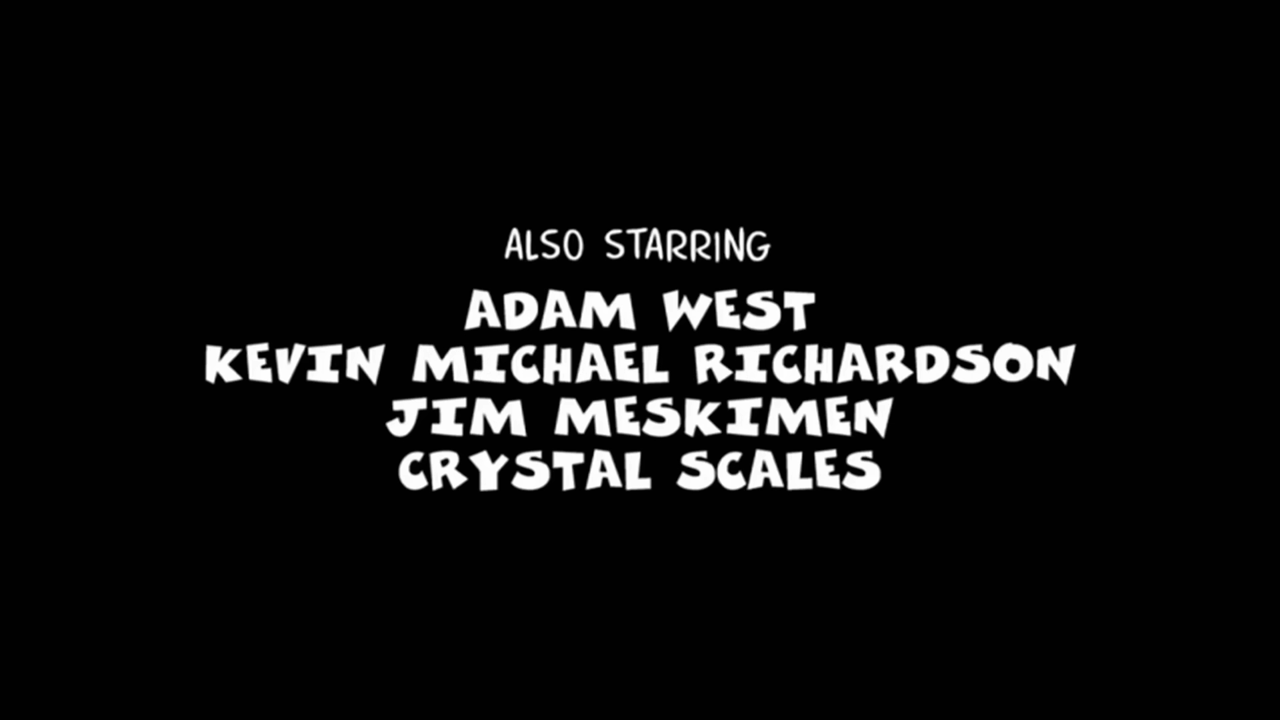 ALSO STARRING
ADAM WEST
KEVIN MICHAEL RICHARDSON
JIM MESKIMEN
CRYSTAL SCALES